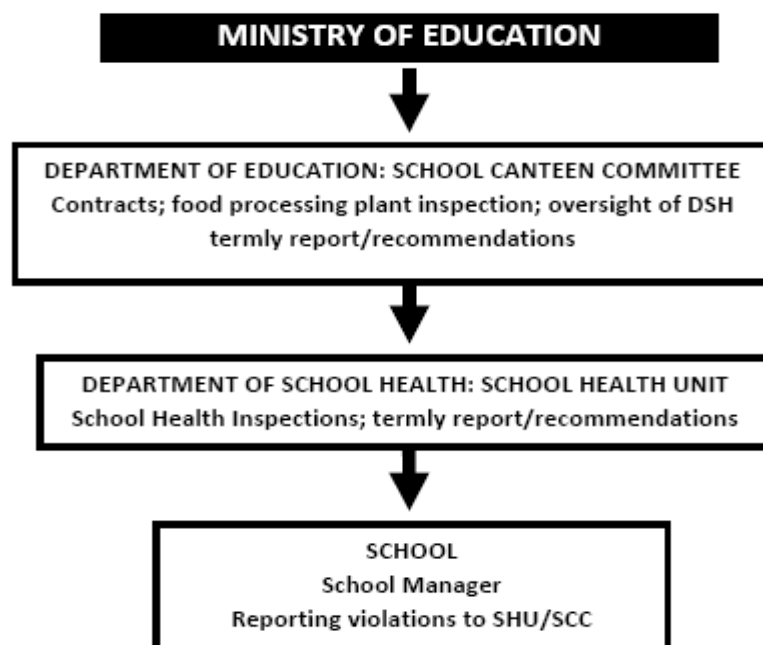 MINISTRY OF EDUCATION
DEPARTMENT OF EDUCATION: SCHOOL CANTEEN COMMITTEE
Contracts; food processing plant inspection; oversight of DSH
termly report/recommendations
DEPARTMENT OF SCHOOL HEALTH: SCHOOL HEALTH UNIT
School Health Inspections; termly report/recommendations
SCHOOL
School Manager
Reporting violations to SHU/SCC